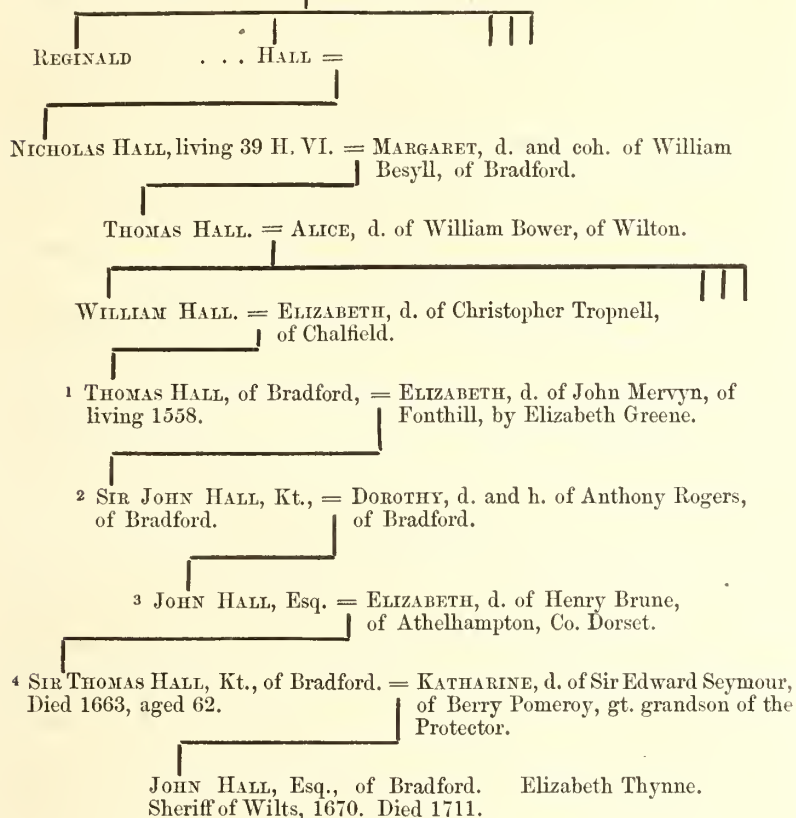 REGINALD . . . HALL =
NICHOLAS HALL, living 39 H. VI. = MARGARET, d. and coh. of William
Besyll, of Bradford.
THOMAS HALL. = ALICE, d. of William Bower, of Wilton.
WILLIAM HALL. = ELIZABETH, d. of Christopher Tropnell,
of Chalfield.
1 THOMAS HALL, of Bradford, = ELIZABETH, d. of John Mervyn, of
living 1558. Fonthill, by Elizabeth Greene.
2 SIR JOHN HALL, Kt., = DOROTHY, d. and h. of Anthony Rogers,
of Bradford. of Bradford.
3 JOHN HALL, Esq. = ELIZABETH, d. of Henry Brune,
of Athelhampton, Co. Dorset.
4 SIR THOMAS HALL, Kt., of Bradford. = KATHARINE, d. of Sir Edward Seymour,
Died 1663, aged 62. of Berry Pomeroy, gt. grandson of the
Protector.
JOHN HALL, Esq., of Bradford. Elizabeth Thynne.
Sheriff of Wilts, 1670. Died 1711.